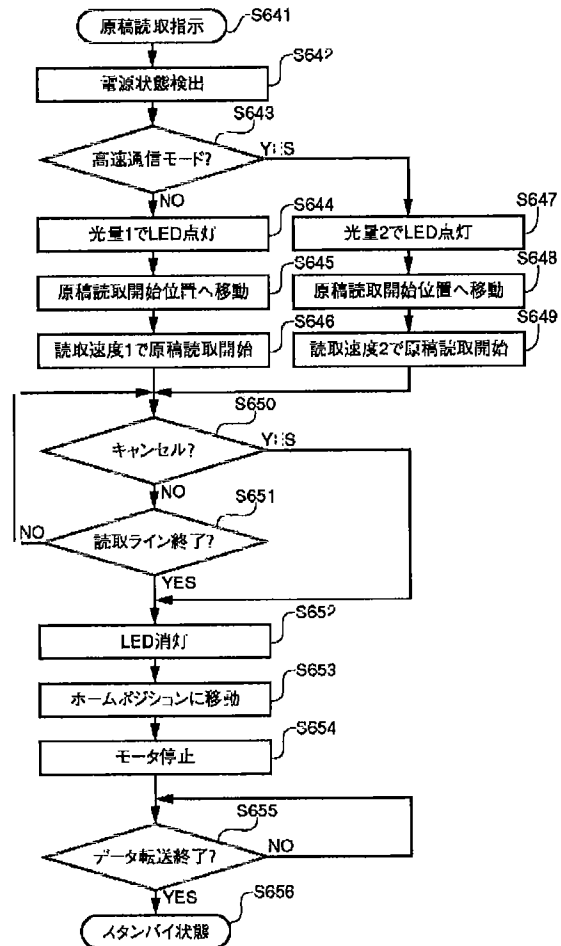 原稿読取指示
S641
電源状態検出
S642
高速通信モード?
S643
YES
NO
光量1でLED点灯
S644
光量2でLED点灯
S647
原稿読取開始位置へ移動
S645
原稿読取開始位置へ移動
S648
読取速度1で原稿読取開始
S646
読取速度2で原稿読取開始
S649
キャンセル?
S650
YES
NO
読取ライン終了?
S651
NO
YES
LED消灯
S652
ホームポジションに移動
S653
モータ停止
S654
データ転送終了?
S655
NO
YES
スタンバイ状態
S656